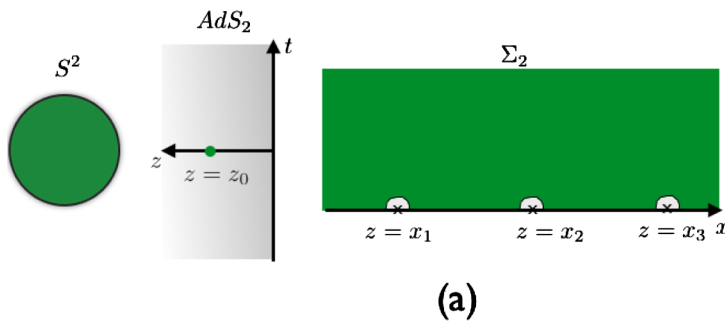 AdS₂
S²
t
Σ₂
z
z = z₀
z = x₁
z = x₂
z = x₃
x
(a)